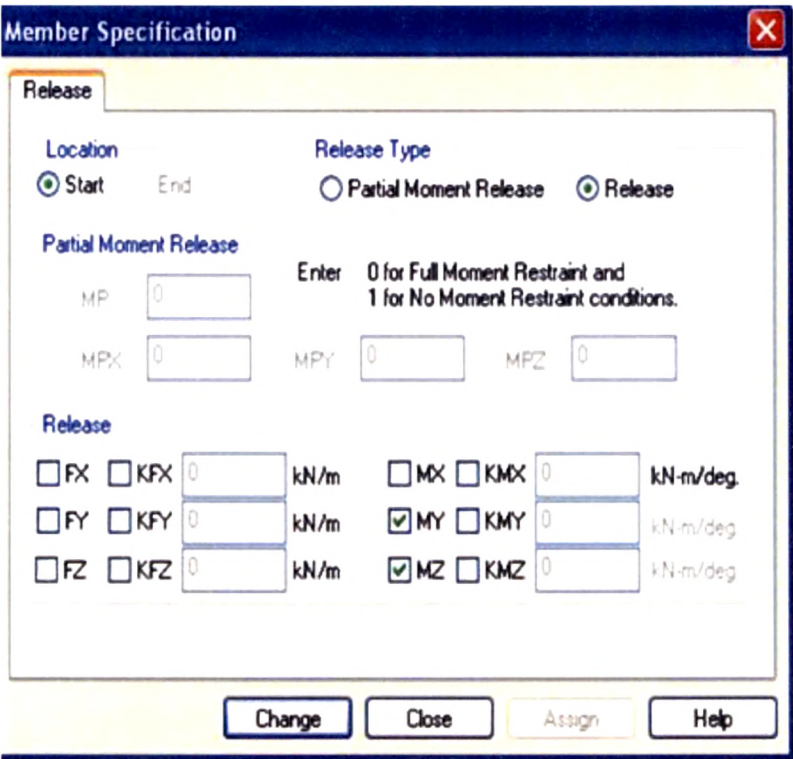 Member Specification
Release
Location
Release Type
Start End
Partial Moment Release Release
Partial Moment Release
Enter 0 for Full Moment Restraint and
1 for No Moment Restraint conditions.
MP 0
MPX 0 MPY 0 MPZ 0
Release
FX KFX 0 kN/m MX KMX 0 kN-m/deg.
FY KFY 0 kN/m MY KMY 0 kN-m/deg
FZ KFZ 0 kN/m MZ KMZ 0 kN-m/deg
Change Close Assign Help